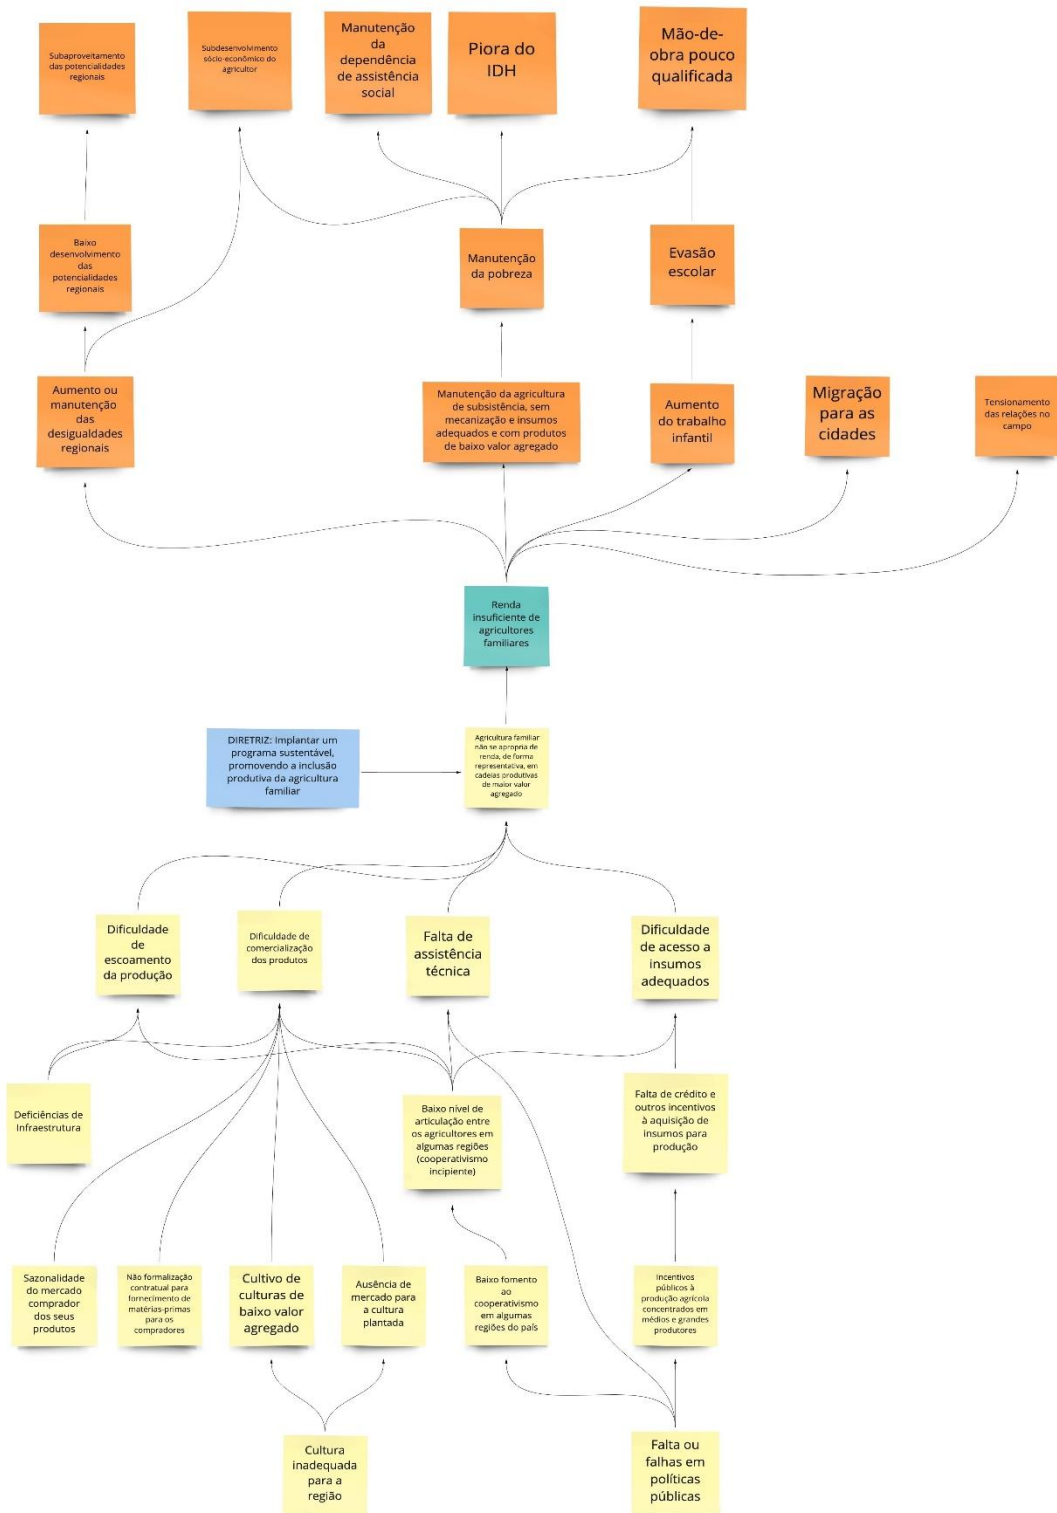 Subaproveitamento
das potencialidades
regionais
Subdesenvolvimento
sócio-econômico do
agricultor
Manutenção
da
dependência
de assistência
social
Piora do
IDH
Mão-de-
obra pouco
qualificada
Baixo
desenvolvimento
das
potencialidades
regionais
Manutenção
da pobreza
Evasão
escolar
Aumento ou
manutenção
das
desigualdades
regionais
Manutenção da agricultura
de subsistência, sem
mecanização e insumos
adequados e com produtos
de baixo valor agregado
Aumento
do trabalho
infantil
Migração
para as
cidades
Tensionamento
das relações no
campo
Renda
insuficiente de
agricultores
familiares
DIRETRIZ: Implantar um
programa sustentável,
promovendo a inclusão
produtiva da agricultura
familiar
Agricultura familiar
não se apropria de
renda, de forma
representativa, em
cadeias produtivas
de maior valor
agregado
Dificuldade
de
escoamento
da produção
Dificuldade de
comercialização
dos produtos
Falta de
assistência
técnica
Dificuldade
de acesso a
insumos
adequados
Deficiências de
Infraestrutura
Baixo nível de
articulação entre
os agricultores em
algumas regiões
(cooperativismo
incipiente)
Falta de crédito e
outros incentivos
à aquisição de
insumos para
produção
Sazonalidade
do mercado
comprador
dos seus
produtos
Não formalização
contratual para
fornecimento de
matérias-primas
para os
compradores
Cultivo de
culturas de
baixo valor
agregado
Ausência de
mercado para
a cultura
plantada
Baixo fomento
ao
cooperativismo
em algumas
regiões do país
Incentivos
públicos à
produção agrícola
concentrados em
médios e grandes
produtores
Cultura
inadequada
para a
região
Falta ou
falhas em
políticas
públicas